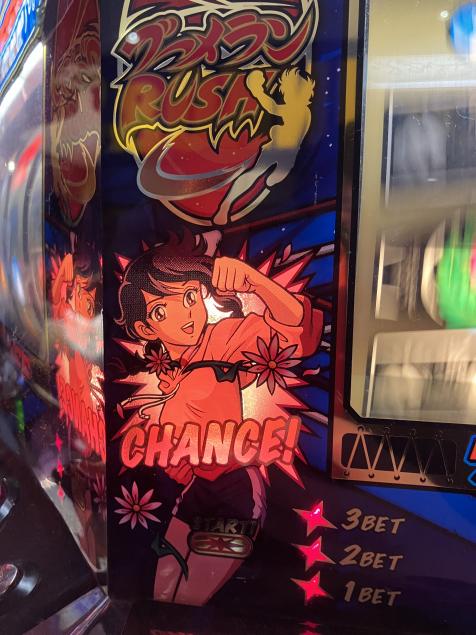 ブーメラン
RUSH
CHANCE!
START!
3BET
2BET
1BET